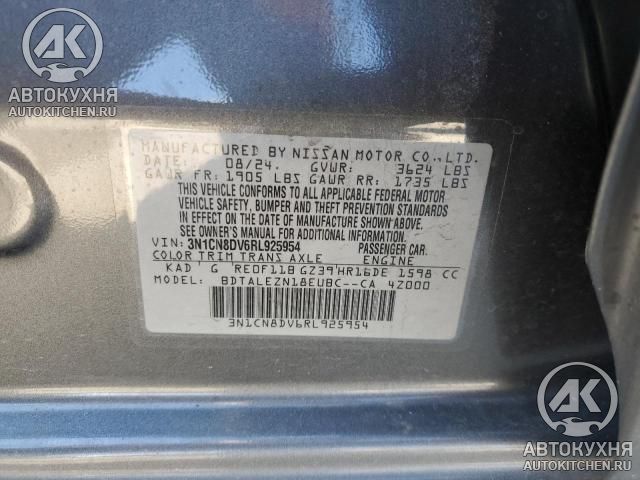 AK
АВТОКУХНЯ
AUTOKITCHEN.RU
MANUFACTURED BY NISSAN MOTOR CO.,LTD.
DATE: 08/24. GVWR: 3624 LBS
GAWR FR: 1905 LBS GAWR RR: 1735 LBS
THIS VEHICLE CONFORMS TO ALL APPLICABLE FEDERAL MOTOR
VEHICLE SAFETY, BUMPER AND THEFT PREVENTION STANDARDS
IN EFFECT ON THE DATE OF MANUFACTURE SHOWN ABOVE.
SEE OWNER'S MANUAL FOR ADDITIONAL INFORMATION.
VIN: 3N1CN8DV6RL925954 PASSENGER CAR.
COLOR TRIM TRANS AXLE ENGINE
KAD G RE0F11B GZ39 HR16DE 1598 CC
MODEL: BDTALEZN18EUBC--CA 4Z000
3N1CN8DV6RL925954
AK
АВТОКУХНЯ
AUTOKITCHEN.RU